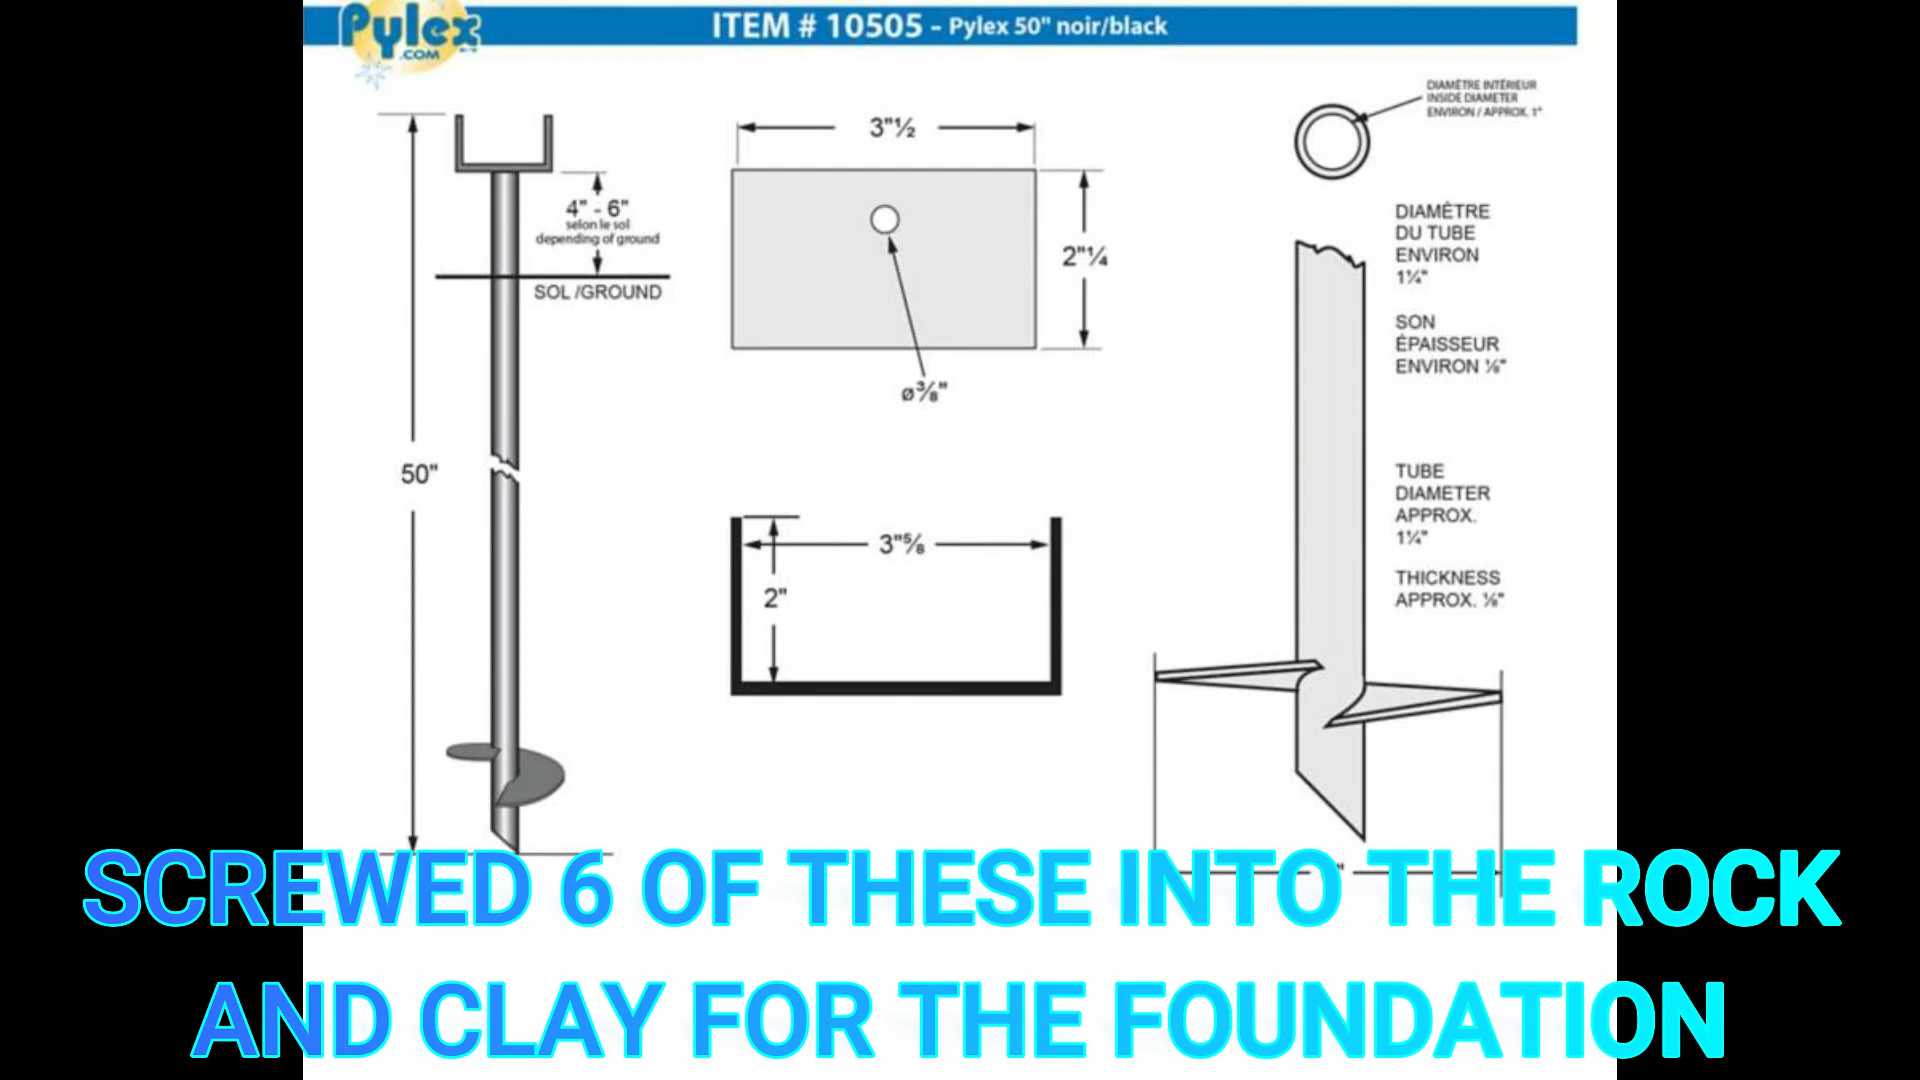 Pylex
.COM
ITEM # 10505 - Pylex 50" noir/black
DIAMÈTRE INTÉRIEUR
INSIDE DIAMETER
ENVIRON / APPROX. 1"
3"½
4" - 6"
selon le sol
depending of ground
SOL /GROUND
2"¼
ø⅜"
50"
DIAMÈTRE
DU TUBE
ENVIRON
1¼"
SON
ÉPAISSEUR
ENVIRON ⅛"
3"⅝
2"
TUBE
DIAMETER
APPROX.
1¼"
THICKNESS
APPROX. ⅛"
SCREWED 6 OF THESE INTO THE ROCK
AND CLAY FOR THE FOUNDATION